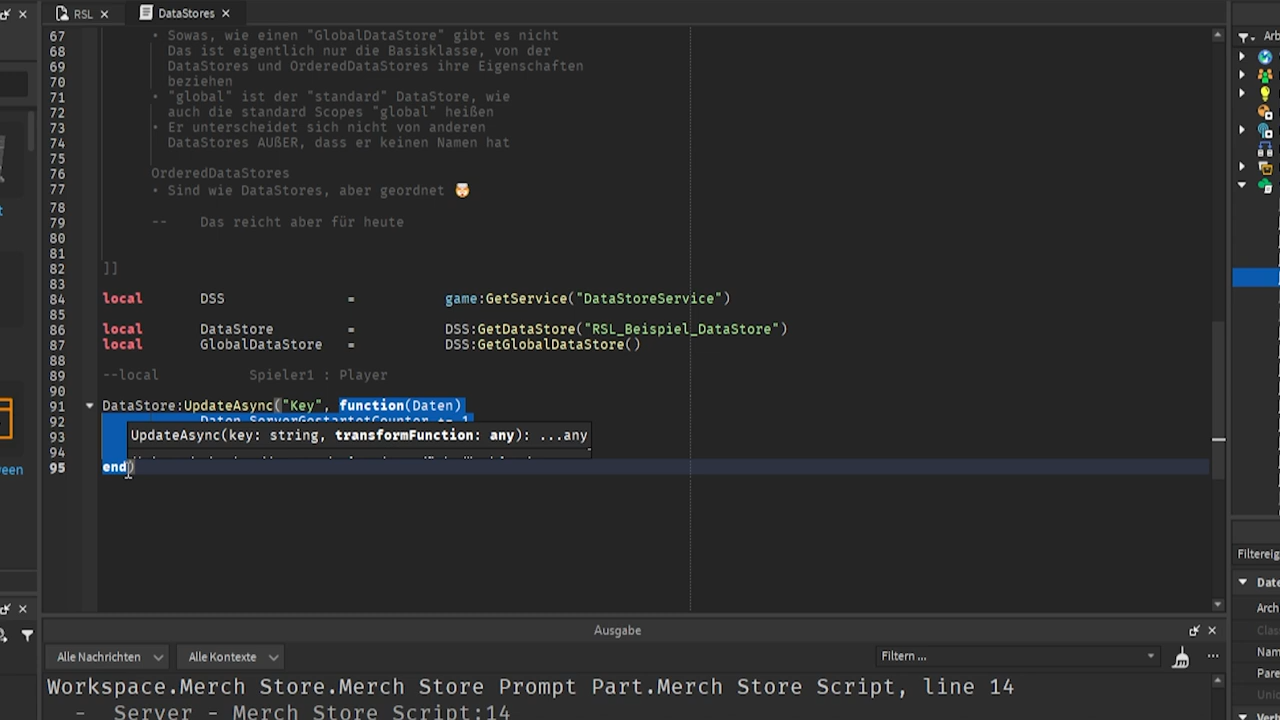 RSL
DataStores
67 • Sowas, wie einen "GlobalDataStore" gibt es nicht
68 Das ist eigentlich nur die Basisklasse, von der
69 DataStores und OrderedDataStores ihre Eigenschaften
70 beziehen
71 • "global" ist der "standard" DataStore, wie
72 auch die standard Scopes "global" heißen
73 • Er unterscheidet sich nicht von anderen
74 DataStores AUßER, dass er keinen Namen hat
75
76 OrderedDataStores
77 • Sind wie DataStores, aber geordnet 🤯
78
79 -- Das reicht aber für heute
80
81
82 ]]
83
84 local DSS = game:GetService("DataStoreService")
85
86 local DataStore = DSS:GetDataStore("RSL_Beispiel_DataStore")
87 local GlobalDataStore = DSS:GetGlobalDataStore()
88
89 --local Spieler1 : Player
90
91 DataStore:UpdateAsync("Key", function(Daten)
92 Daten.ServerGestartetCounter += 1
93 UpdateAsync(key: string, transformFunction: any): ...any
94
95 end)
Ausgabe
Alle Nachrichten
Alle Kontexte
Filtern ...
Workspace.Merch Store.Merch Store Prompt Part.Merch Store Script, line 14
- Server - Merch Store Script:14
Filtereig
Arch